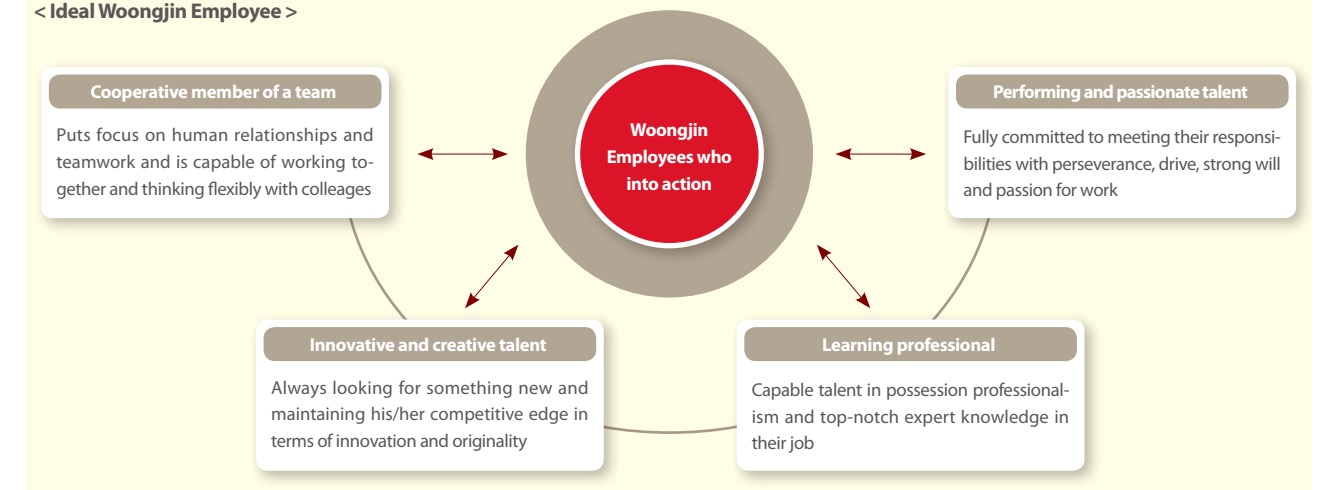 < Ideal Woongjin Employee >
Cooperative member of a team
Puts focus on human relationships and
teamwork and is capable of working to-
gether and thinking flexibly with colleages
Woongjin
Employees who
into action
Performing and passionate talent
Fully committed to meeting their responsi-
bilities with perseverance, drive, strong will
and passion for work
Innovative and creative talent
Always looking for something new and
maintaining his/her competitive edge in
terms of innovation and originality
Learning professional
Capable talent in possession professional-
ism and top-notch expert knowledge in
their job